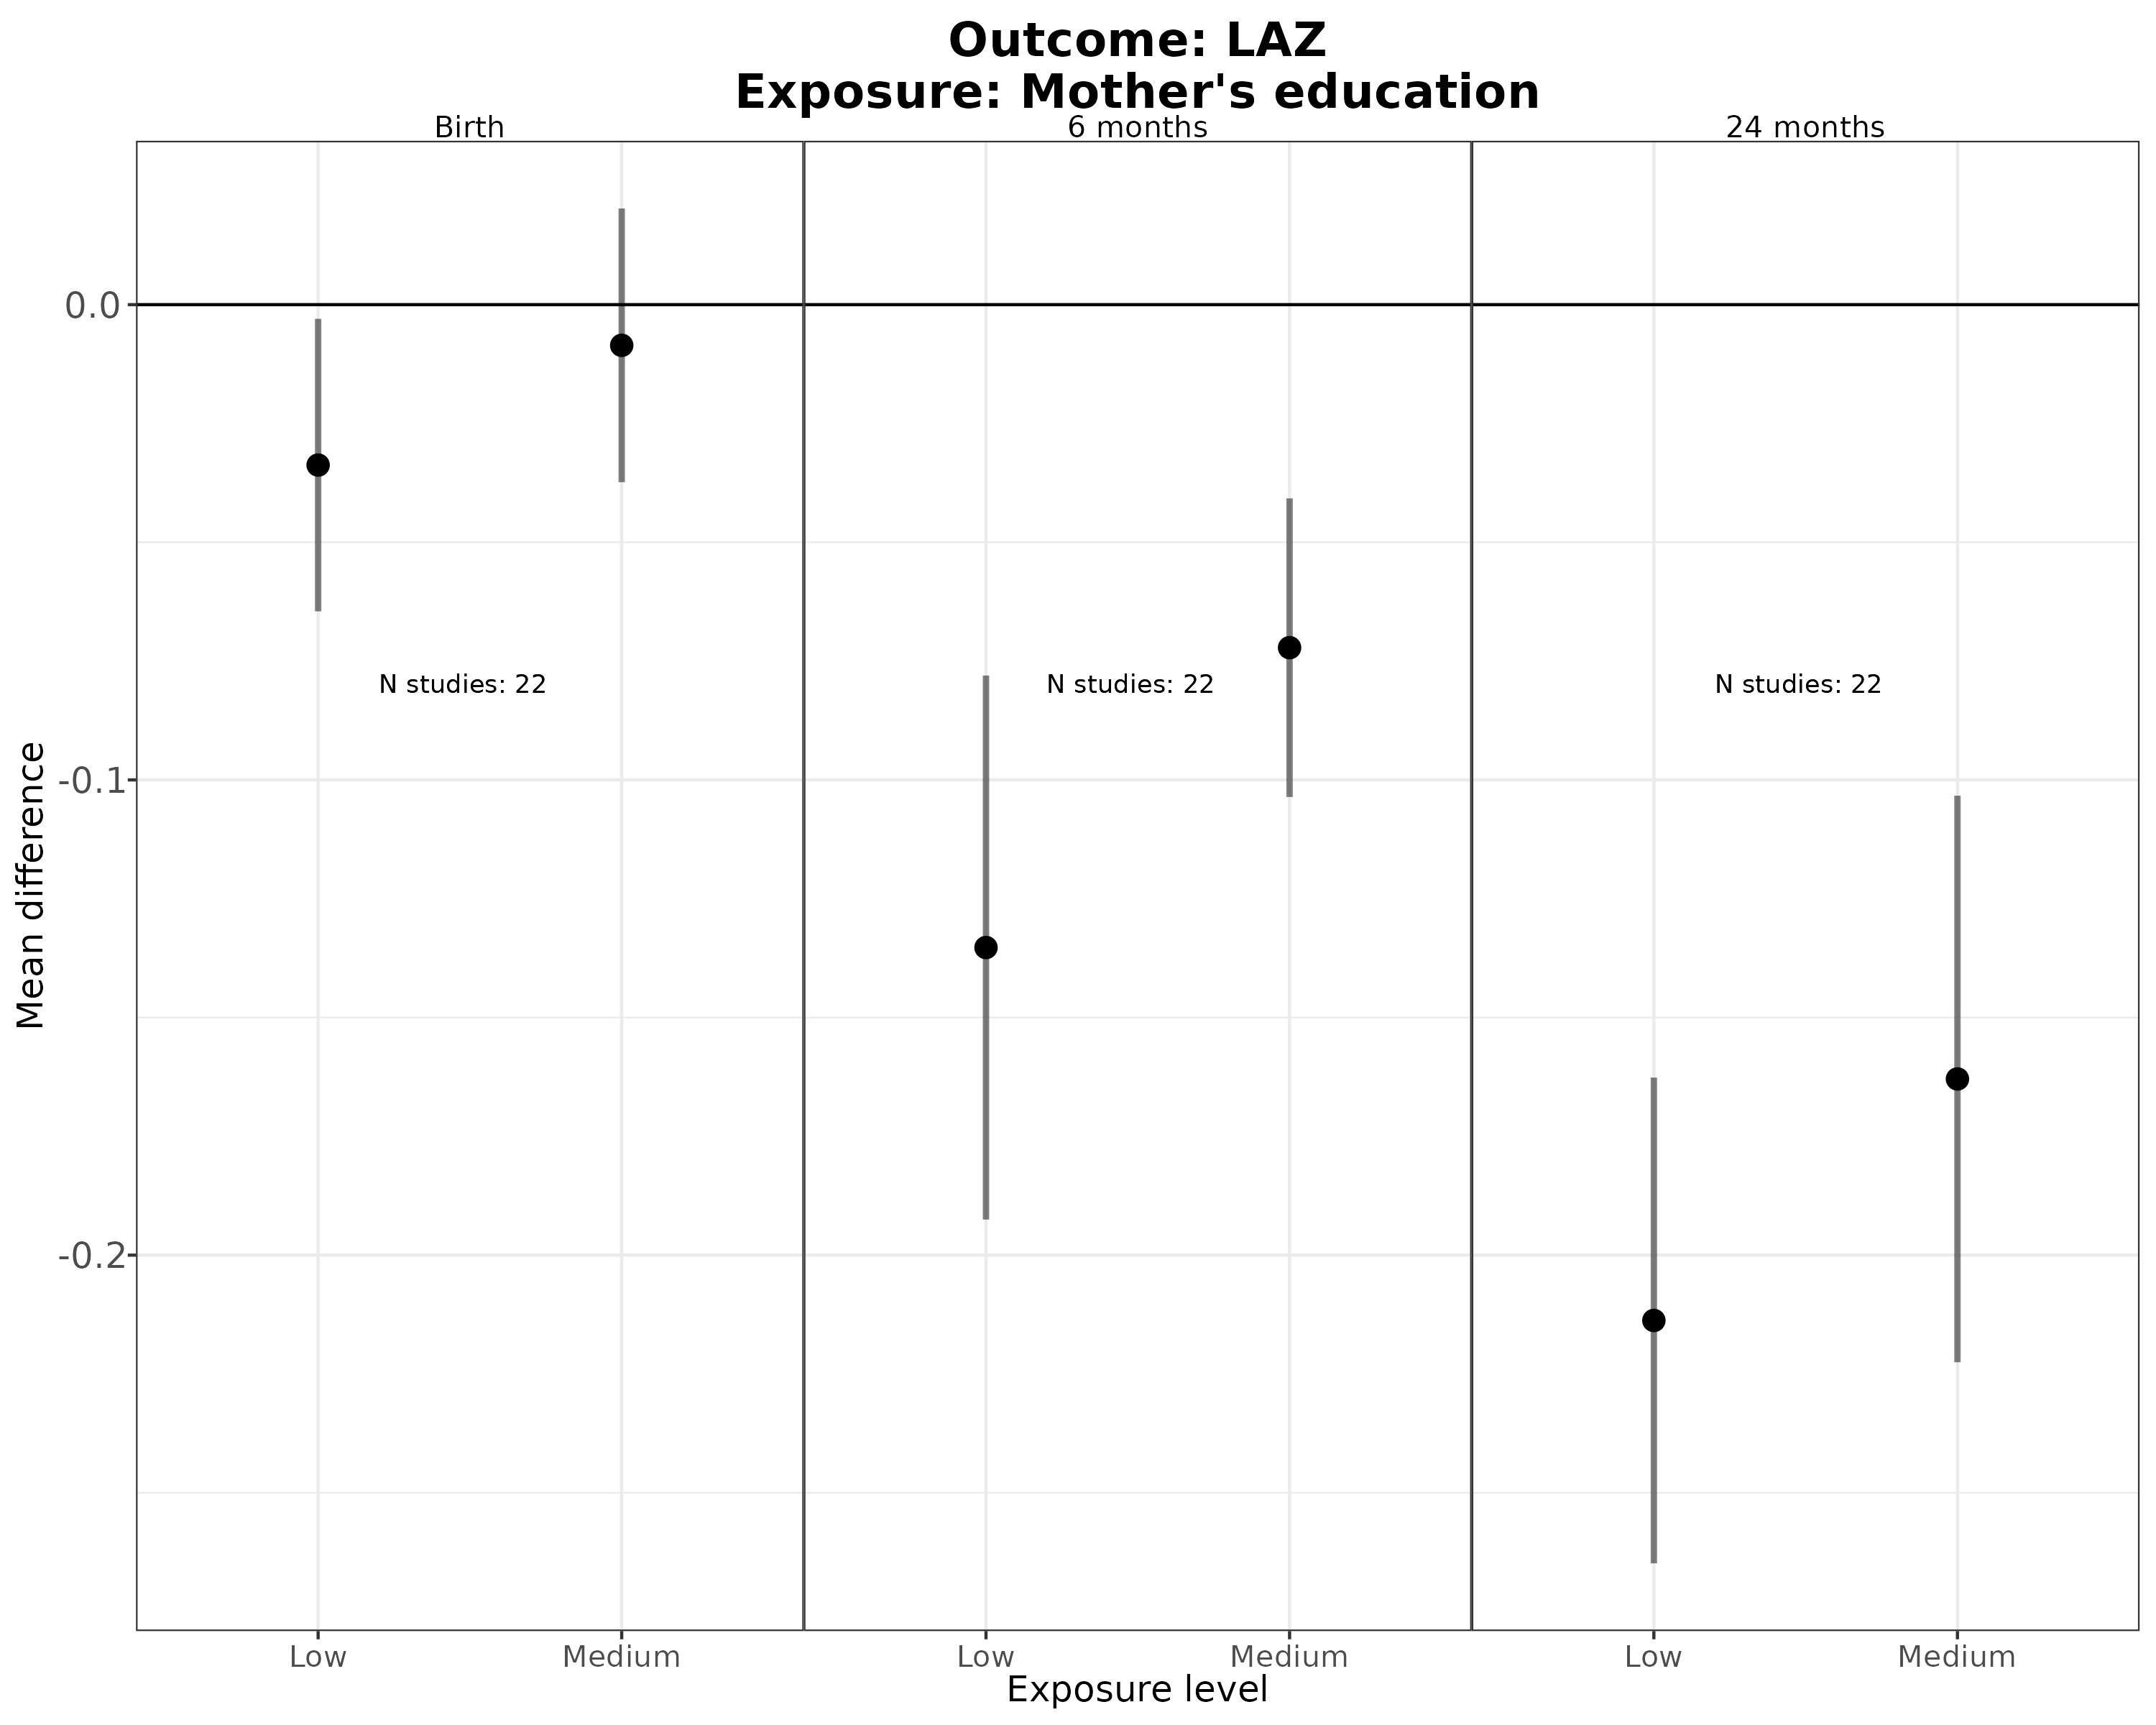 Outcome: LAZ
Exposure: Mother's education
Birth
6 months
24 months
0.0
-0.1
-0.2
Mean difference
N studies: 22
N studies: 22
N studies: 22
Low
Medium
Low
Medium
Low
Medium
Exposure level